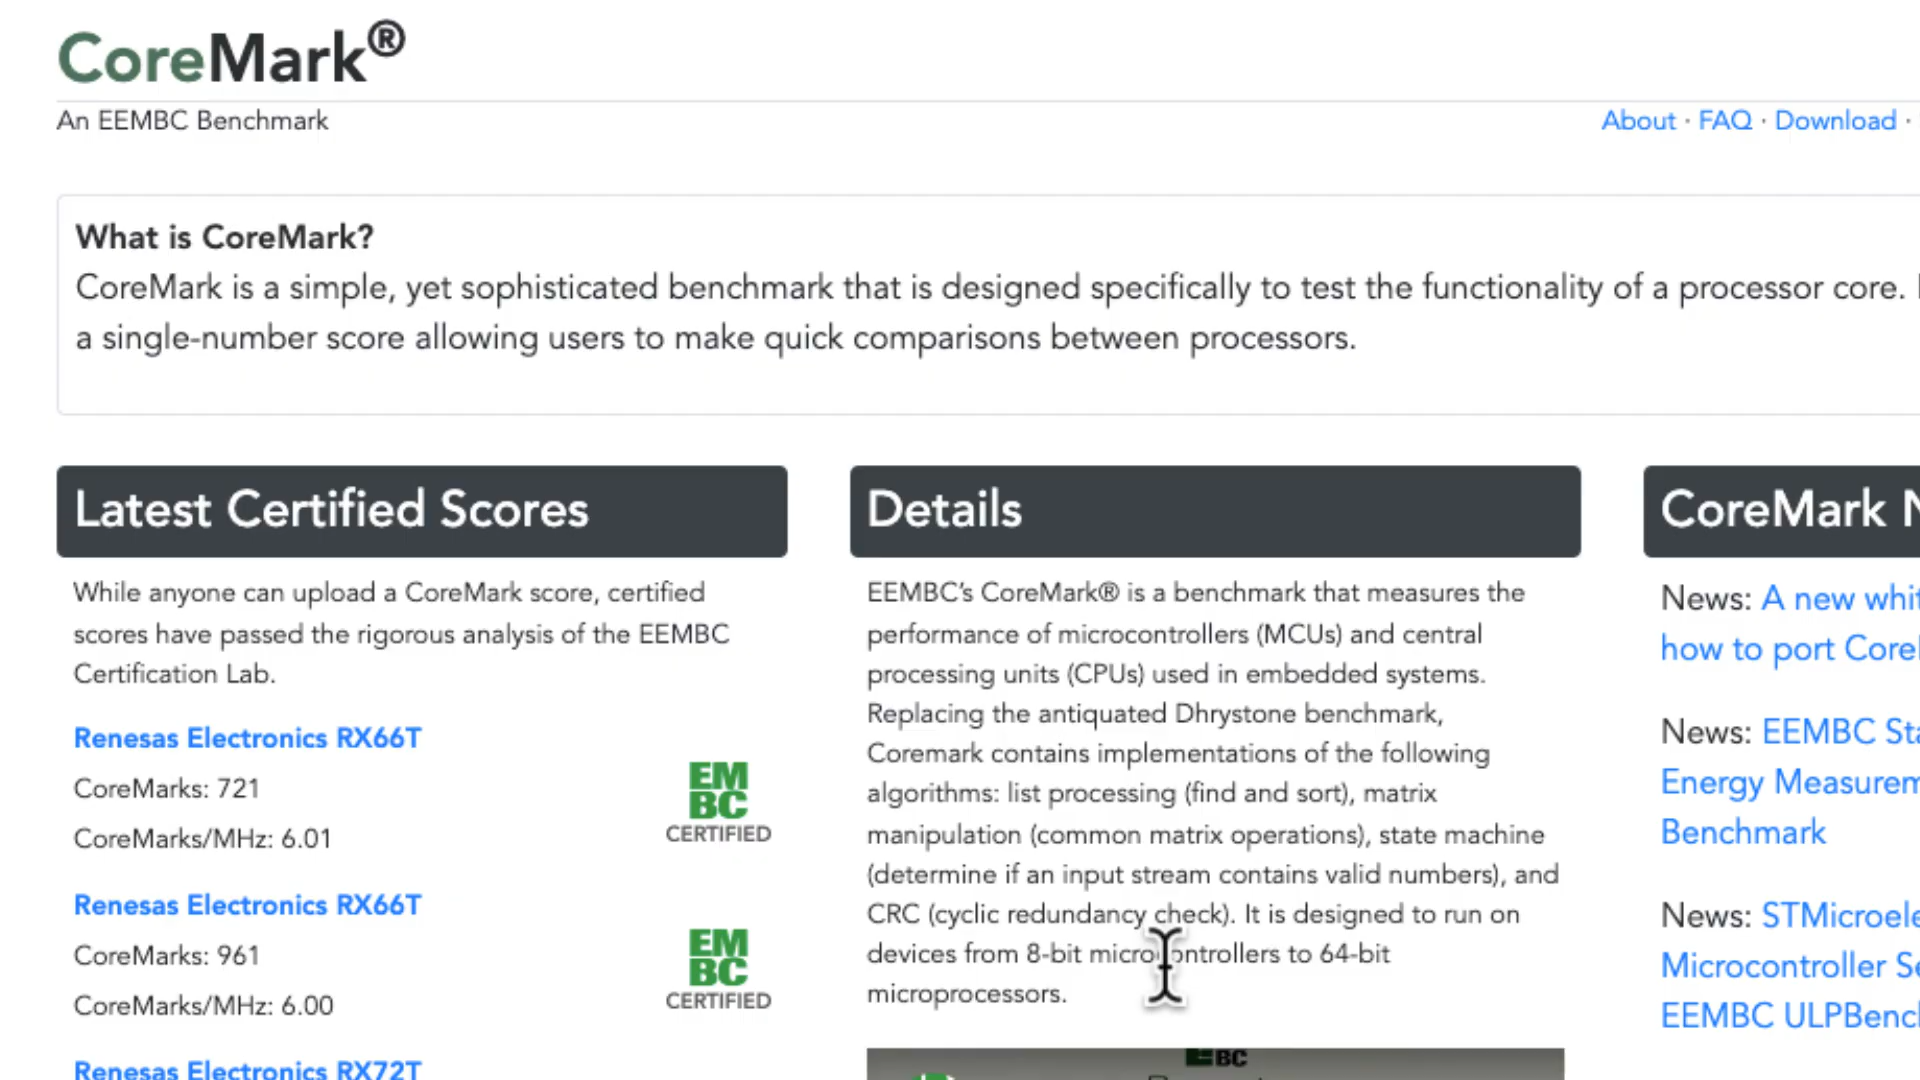 CoreMark®
An EEMBC Benchmark
About · FAQ · Download ·
What is CoreMark?
CoreMark is a simple, yet sophisticated benchmark that is designed specifically to test the functionality of a processor core.
a single-number score allowing users to make quick comparisons between processors.
Latest Certified Scores
While anyone can upload a CoreMark score, certified
scores have passed the rigorous analysis of the EEMBC
Certification Lab.
Renesas Electronics RX66T
CoreMarks: 721
CoreMarks/MHz: 6.01
EM
BC
CERTIFIED
Renesas Electronics RX66T
CoreMarks: 961
CoreMarks/MHz: 6.00
EM
BC
CERTIFIED
Renesas Electronics RX72T
Details
EEMBC’s CoreMark® is a benchmark that measures the
performance of microcontrollers (MCUs) and central
processing units (CPUs) used in embedded systems.
Replacing the antiquated Dhrystone benchmark,
Coremark contains implementations of the following
algorithms: list processing (find and sort), matrix
manipulation (common matrix operations), state machine
(determine if an input stream contains valid numbers), and
CRC (cyclic redundancy check). It is designed to run on
devices from 8-bit microcontrollers to 64-bit
microprocessors.
BC
CoreMark N
News: A new whit
how to port Core
News: EEMBC Sta
Energy Measurem
Benchmark
News: STMicroele
Microcontroller Se
EEMBC ULPBencl